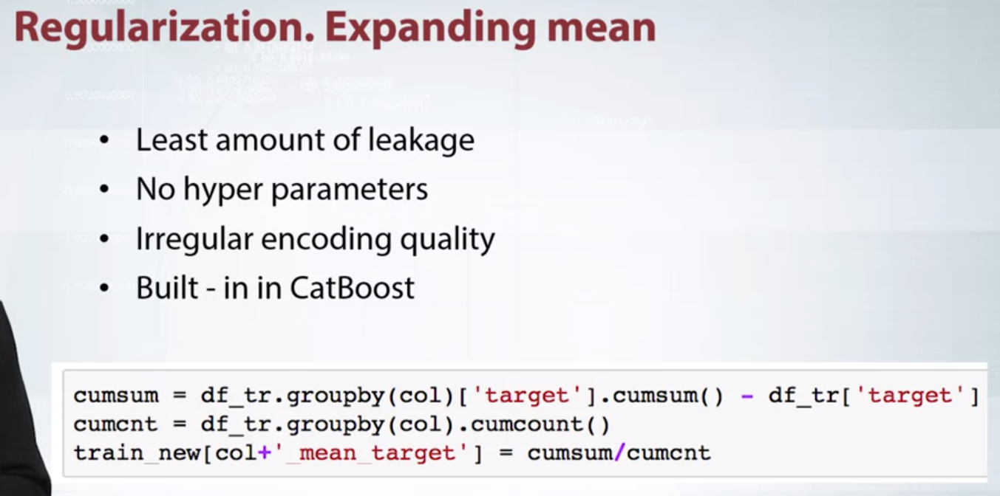 Regularization. Expanding mean
• Least amount of leakage
• No hyper parameters
• Irregular encoding quality
• Built - in in CatBoost
cumsum = df_tr.groupby(col)['target'].cumsum() - df_tr['target']
cumcnt = df_tr.groupby(col).cumcount()
train_new[col+'_mean_target'] = cumsum/cumcnt